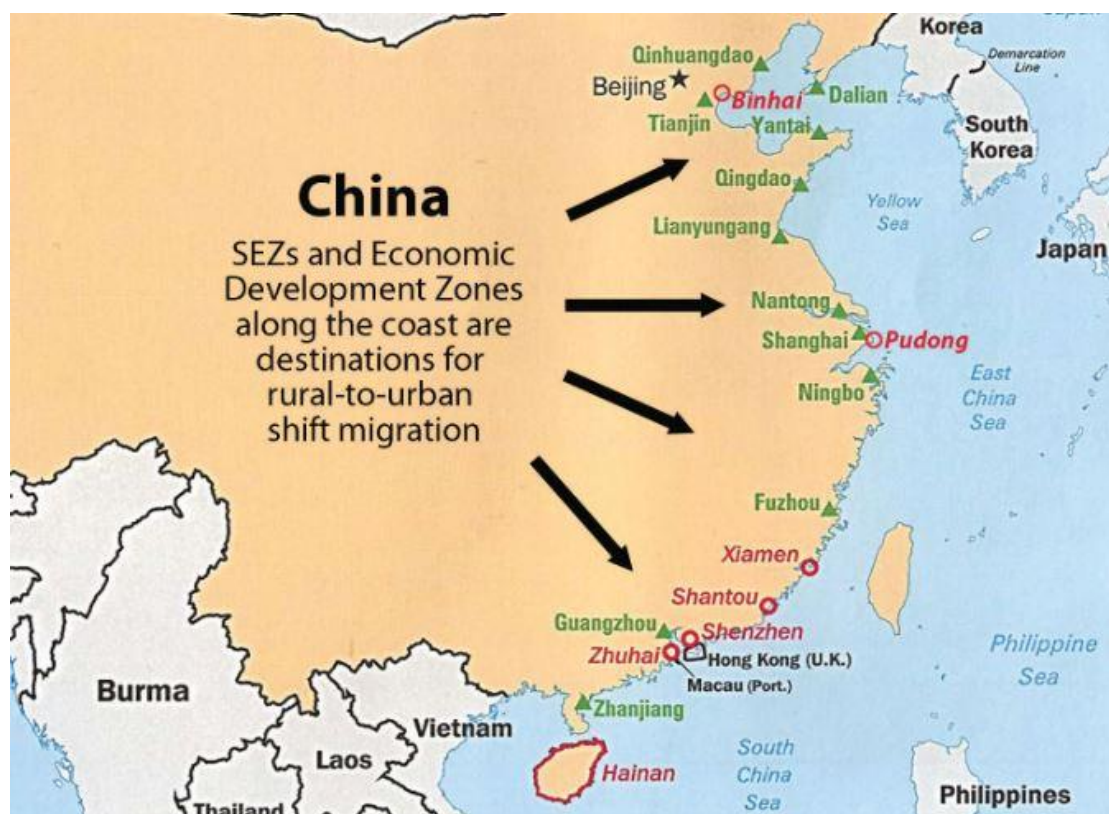 Korea
Demarcation
Line
Qinhuangdao
Beijing
Binhai
Dalian
Tianjin
Yantai
South
Korea
China
Qingdao
Yellow
Sea
Lianyungang
Japan
SEZs and Economic
Development Zones
along the coast are
destinations for
rural-to-urban
shift migration
Nantong
Shanghai
Pudong
Ningbo
East
China
Sea
Fuzhou
Xiamen
Shantou
Guangzhou
Shenzhen
Zhuhai
Hong Kong (U.K.)
Macau (Port.)
Philippine
Sea
Burma
Zhanjiang
Vietnam
Laos
Hainan
South
China
Sea
Thailand
Philippines